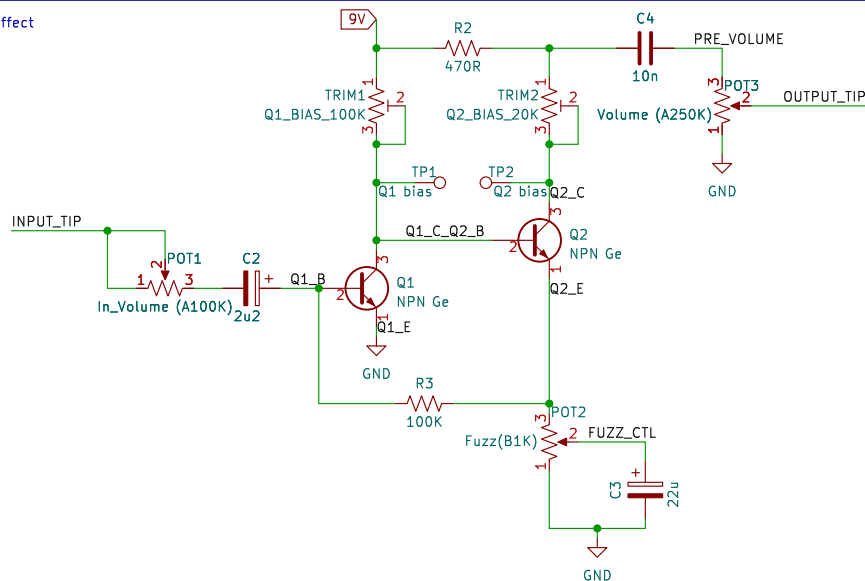 ffect
9V
R2
470R
C4
10n
PRE_VOLUME
1
TRIM1
2
Q1_BIAS_100K
3
1
TRIM2
2
Q2_BIAS_20K
3
3
POT3
2
Volume (A250K)
1
OUTPUT_TIP
GND
TP1
Q1 bias
TP2
Q2 bias
Q2_C
3
INPUT_TIP
Q1_C_Q2_B
2
Q2
NPN Ge
1
Q2_E
POT1
2
1
3
In_Volume (A100K)
C2
+
2u2
Q1_B
3
2
Q1
NPN Ge
1
Q1_E
GND
R3
100K
3
POT2
2
Fuzz(B1K)
1
FUZZ_CTL
+
C3
22u
GND